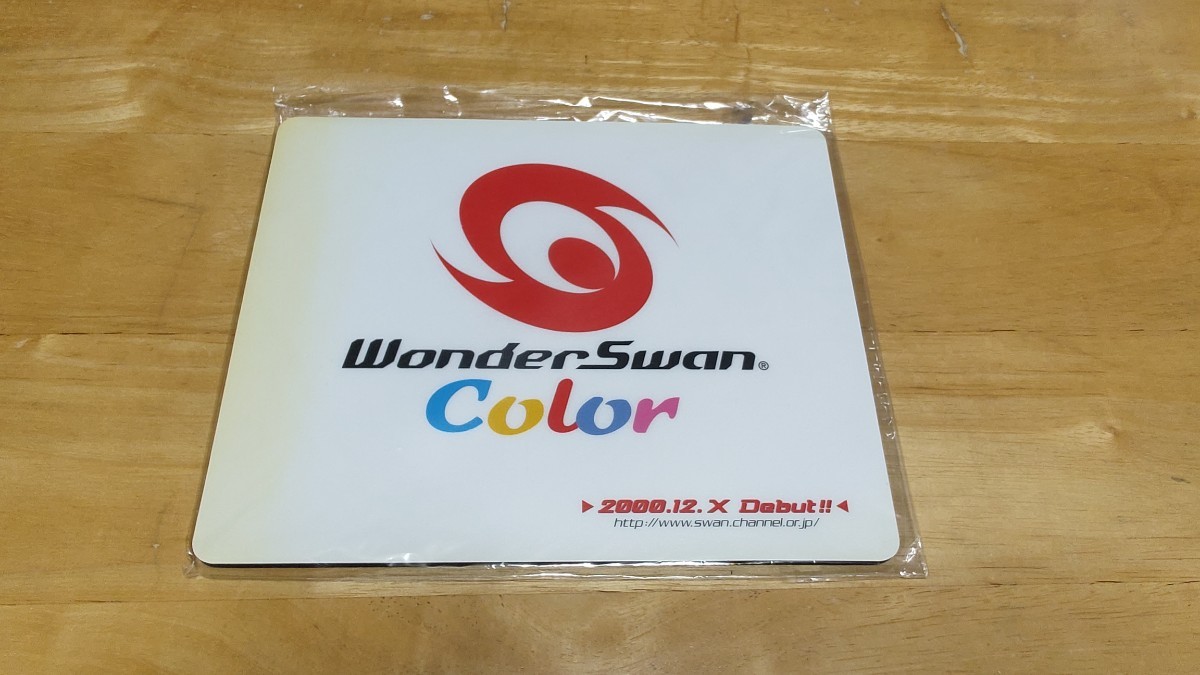 WonderSwan®
Color
▶2000.12.X Debut!!◀
http://www.swan.channel.or.jp/